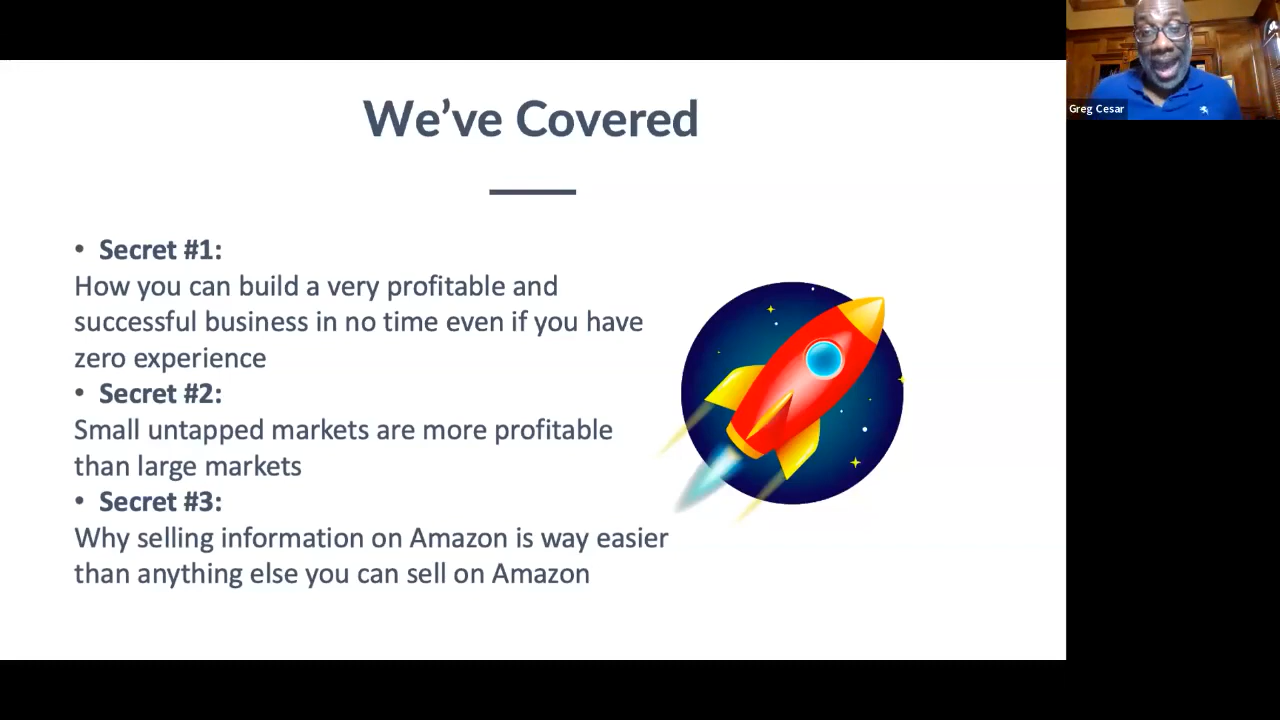 We've Covered
• Secret #1:
How you can build a very profitable and
successful business in no time even if you have
zero experience
• Secret #2:
Small untapped markets are more profitable
than large markets
• Secret #3:
Why selling information on Amazon is way easier
than anything else you can sell on Amazon
Greg Cesar